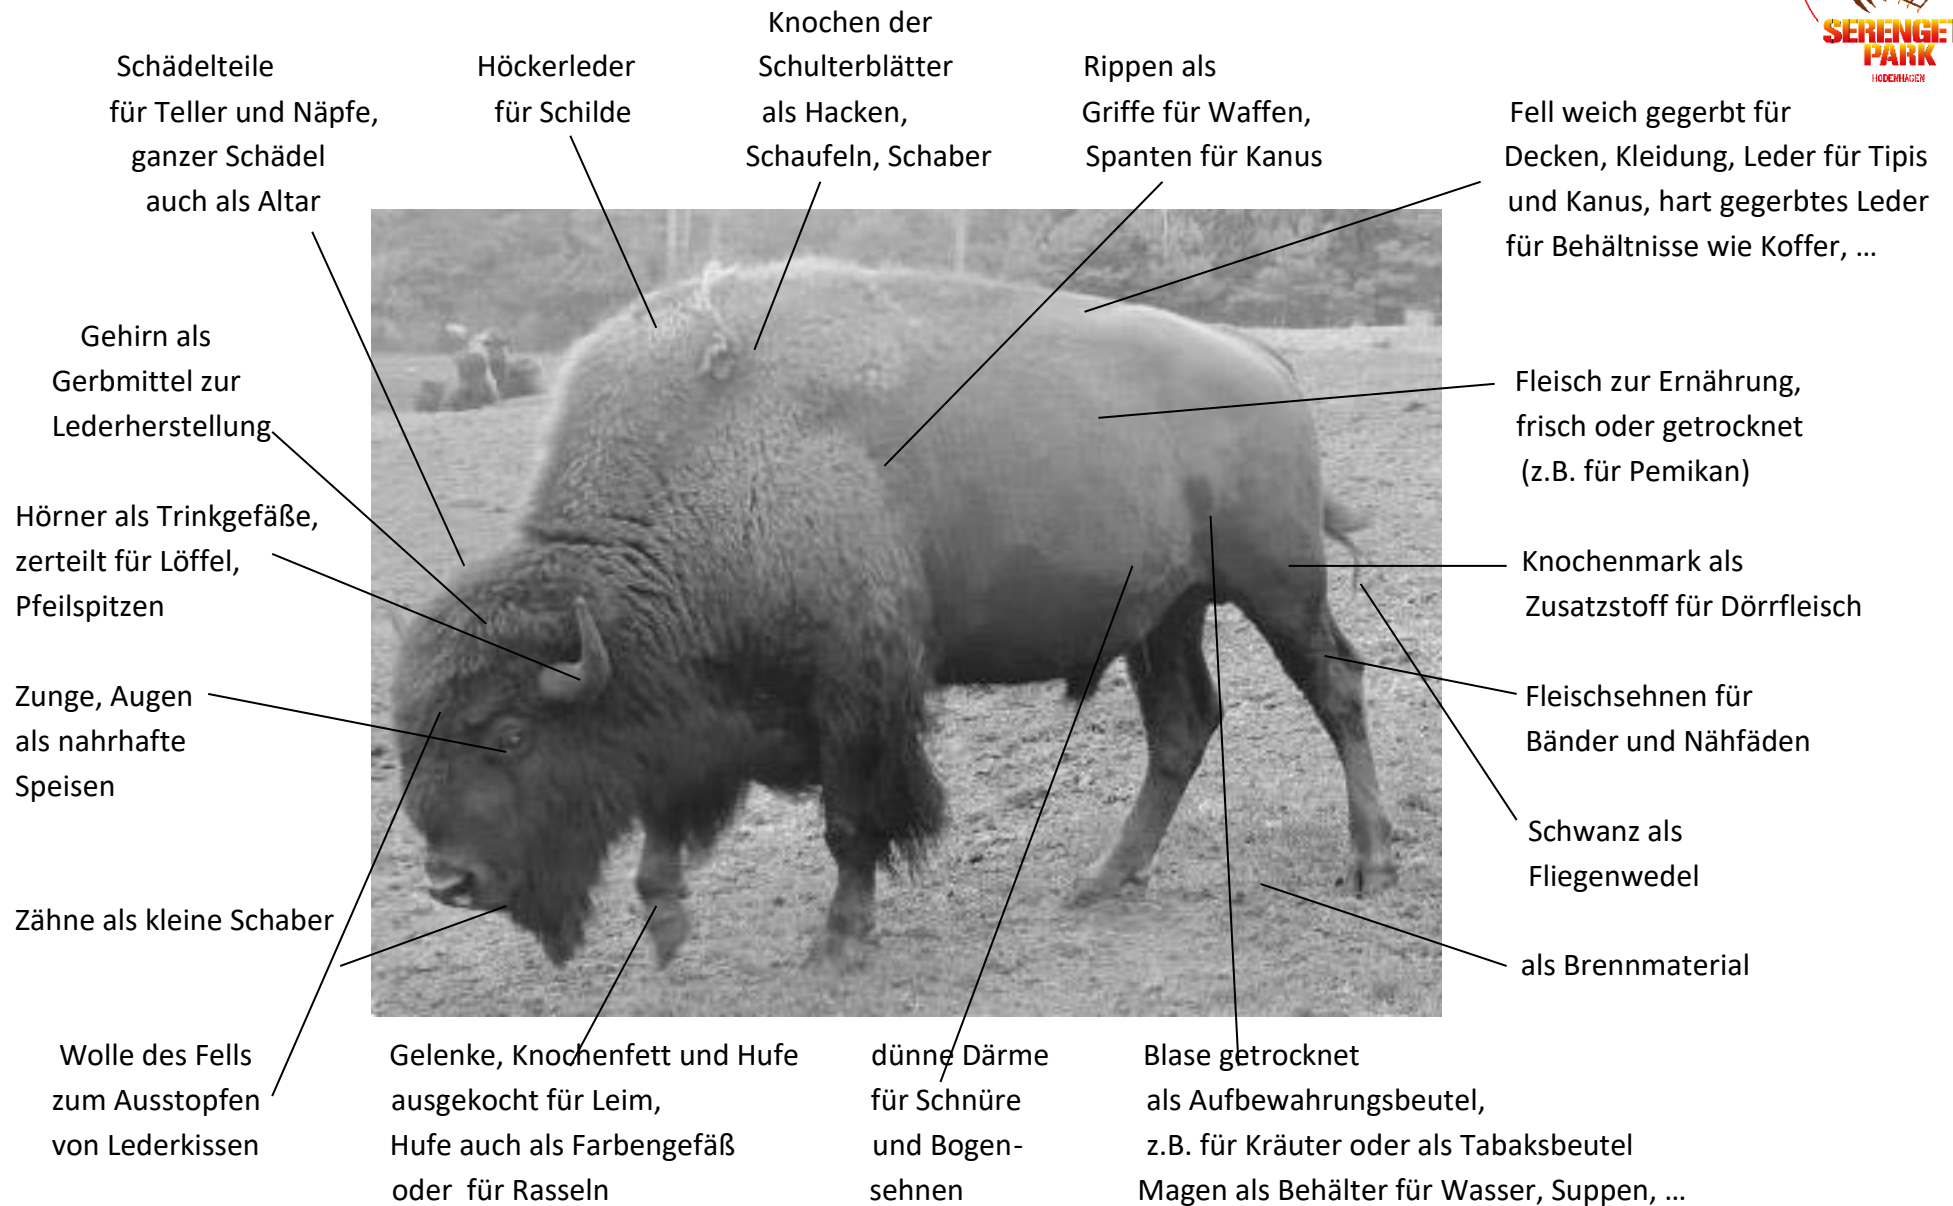 SERENGET
PARK
HODENHAGEN
Schädelteile
für Teller und Näpfe,
ganzer Schädel
auch als Altar
Höckerleder
für Schilde
Knochen der
Schulterblätter
als Hacken,
Schaufeln, Schaber
Rippen als
Griffe für Waffen,
Spanten für Kanus
Fell weich gegerbt für
Decken, Kleidung, Leder für Tipis
und Kanus, hart gegerbtes Leder
für Behältnisse wie Koffer, …
Gehirn als
Gerbmittel zur
Lederherstellung
Hörner als Trinkgefäße,
zerteilt für Löffel,
Pfeilspitzen
Zunge, Augen
als nahrhafte
Speisen
Zähne als kleine Schaber
Fleisch zur Ernährung,
frisch oder getrocknet
(z.B. für Pemikan)
Knochenmark als
Zusatzstoff für Dörrfleisch
Fleischsehnen für
Bänder und Nähfäden
Schwanz als
Fliegenwedel
als Brennmaterial
Wolle des Fells
zum Ausstopfen
von Lederkissen
Gelenke, Knochenfett und Hufe
ausgekocht für Leim,
Hufe auch als Farbengefäß
oder für Rasseln
dünne Därme
für Schnüre
und Bogen-
sehnen
Blase getrocknet
als Aufbewahrungsbeutel,
z.B. für Kräuter oder als Tabaksbeutel
Magen als Behälter für Wasser, Suppen, …